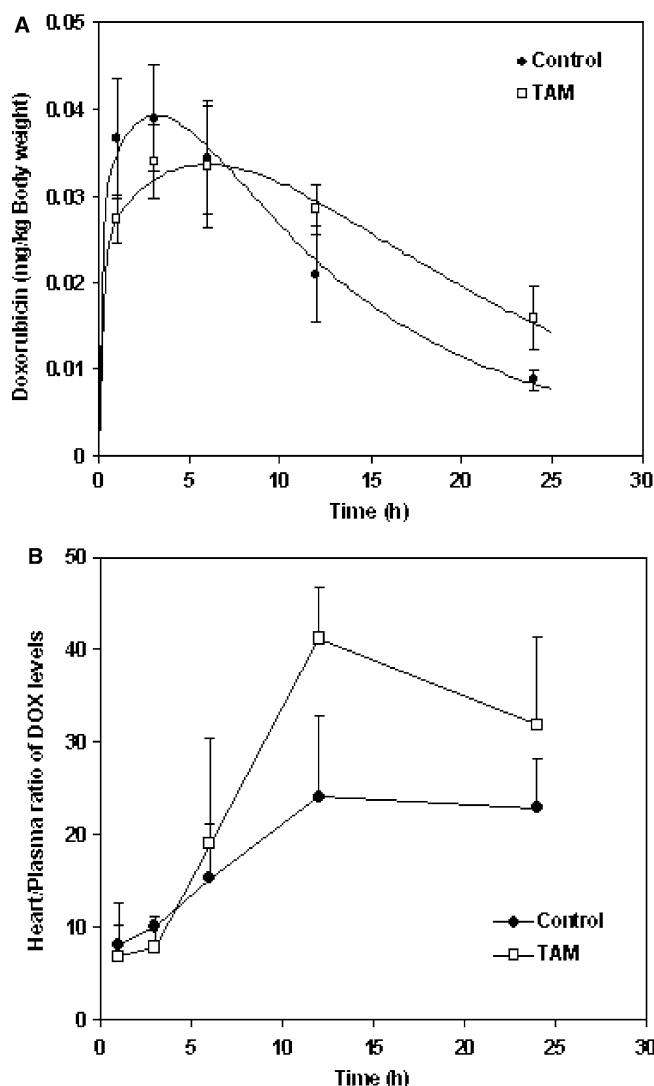 A
0.05
Control
TAM
0.04
Doxorubicin (mg/kg Body weight)
0.03
0.02
0.01
0
0 5 10 15 20 25 30
Time (h)
B
50
40
Heart/Plasma ratio of DOX levels
30
20
10
0
Control
TAM
0 5 10 15 20 25 30
Time (h)